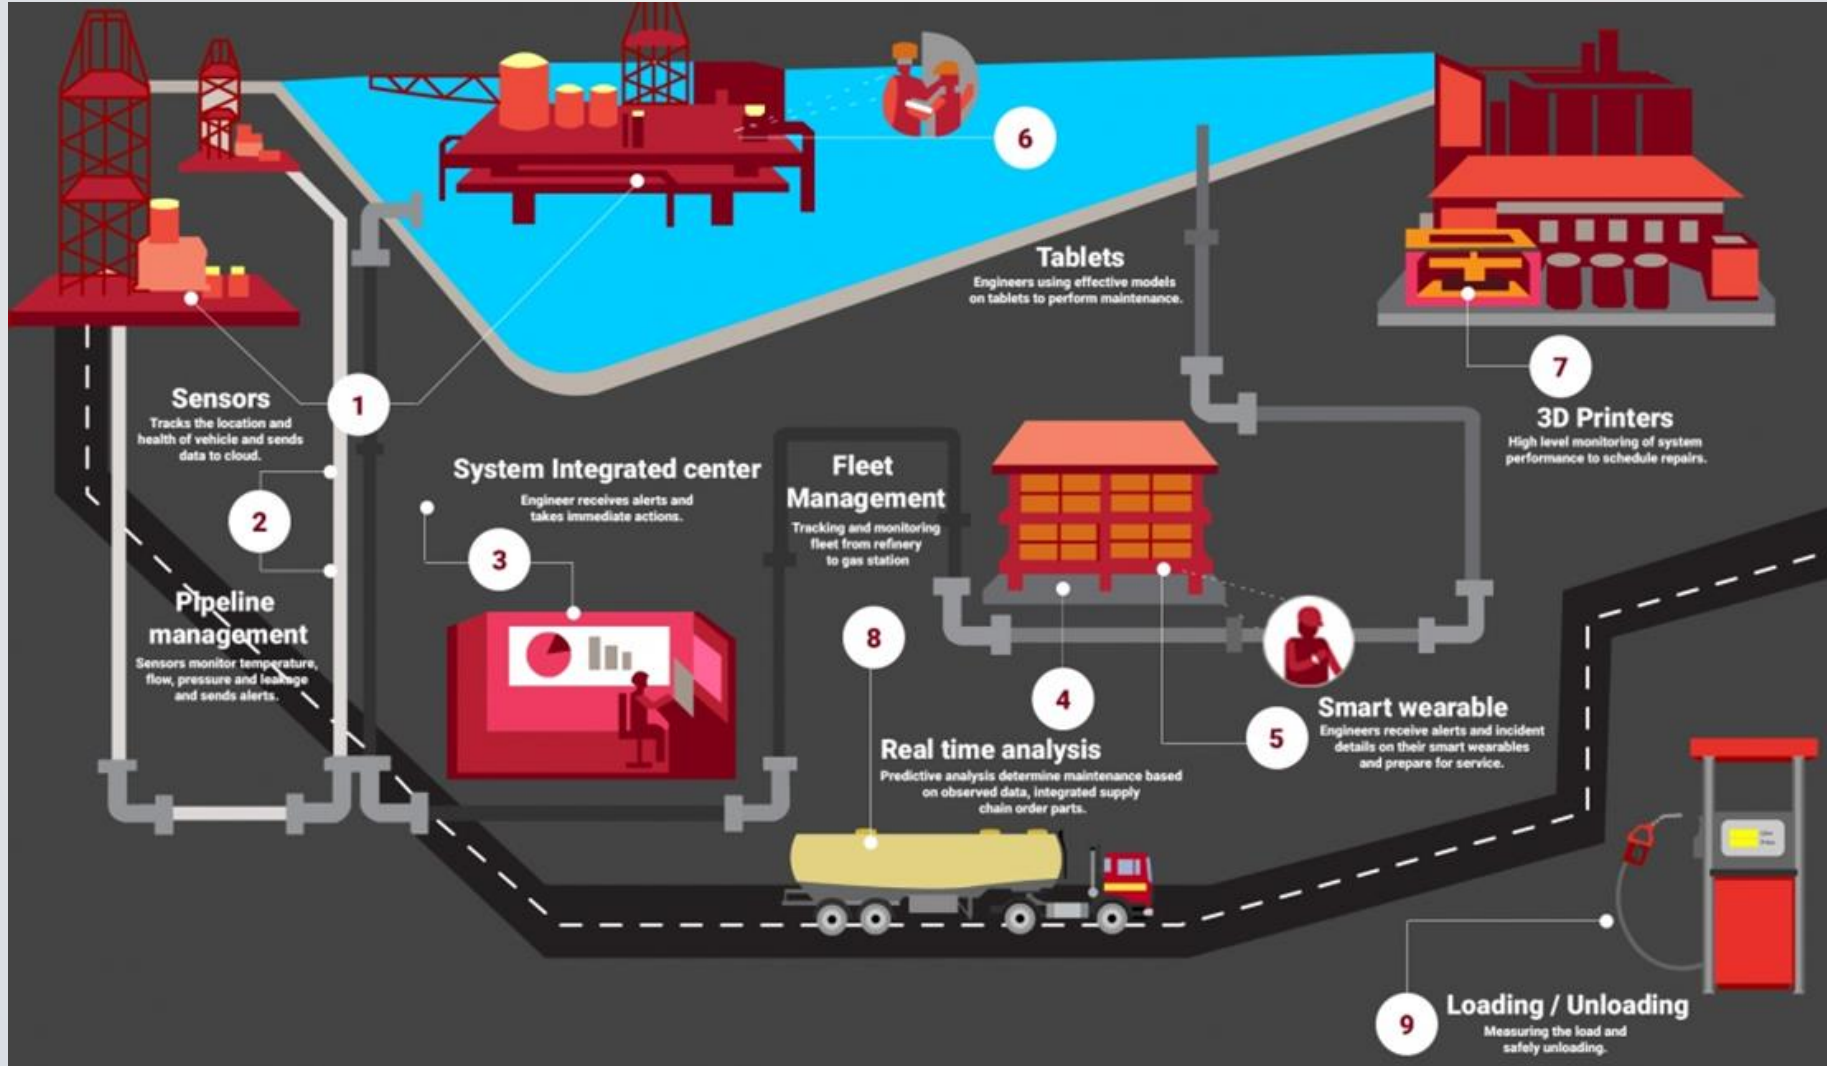 6
Tablets
Engineers using effective models
on tablets to perform maintenance.
7
3D Printers
High level monitoring of system
performance to schedule repairs.
1
Sensors
Tracks the location and
health of vehicle and sends
data to cloud.
2
Pipeline
management
Sensors monitor temperature,
flow, pressure and leakage
and sends alerts.
System Integrated center
Engineer receives alerts and
takes immediate actions.
3
Fleet
Management
Tracking and monitoring
fleet from refinery
to gas station
8
4
Real time analysis
Predictive analysis determine maintenance based
on observed data, integrated supply
chain order parts.
5
Smart wearable
Engineers receive alerts and incident
details on their smart wearables
and prepare for service.
9
Loading / Unloading
Measuring the load and
safely unloading.